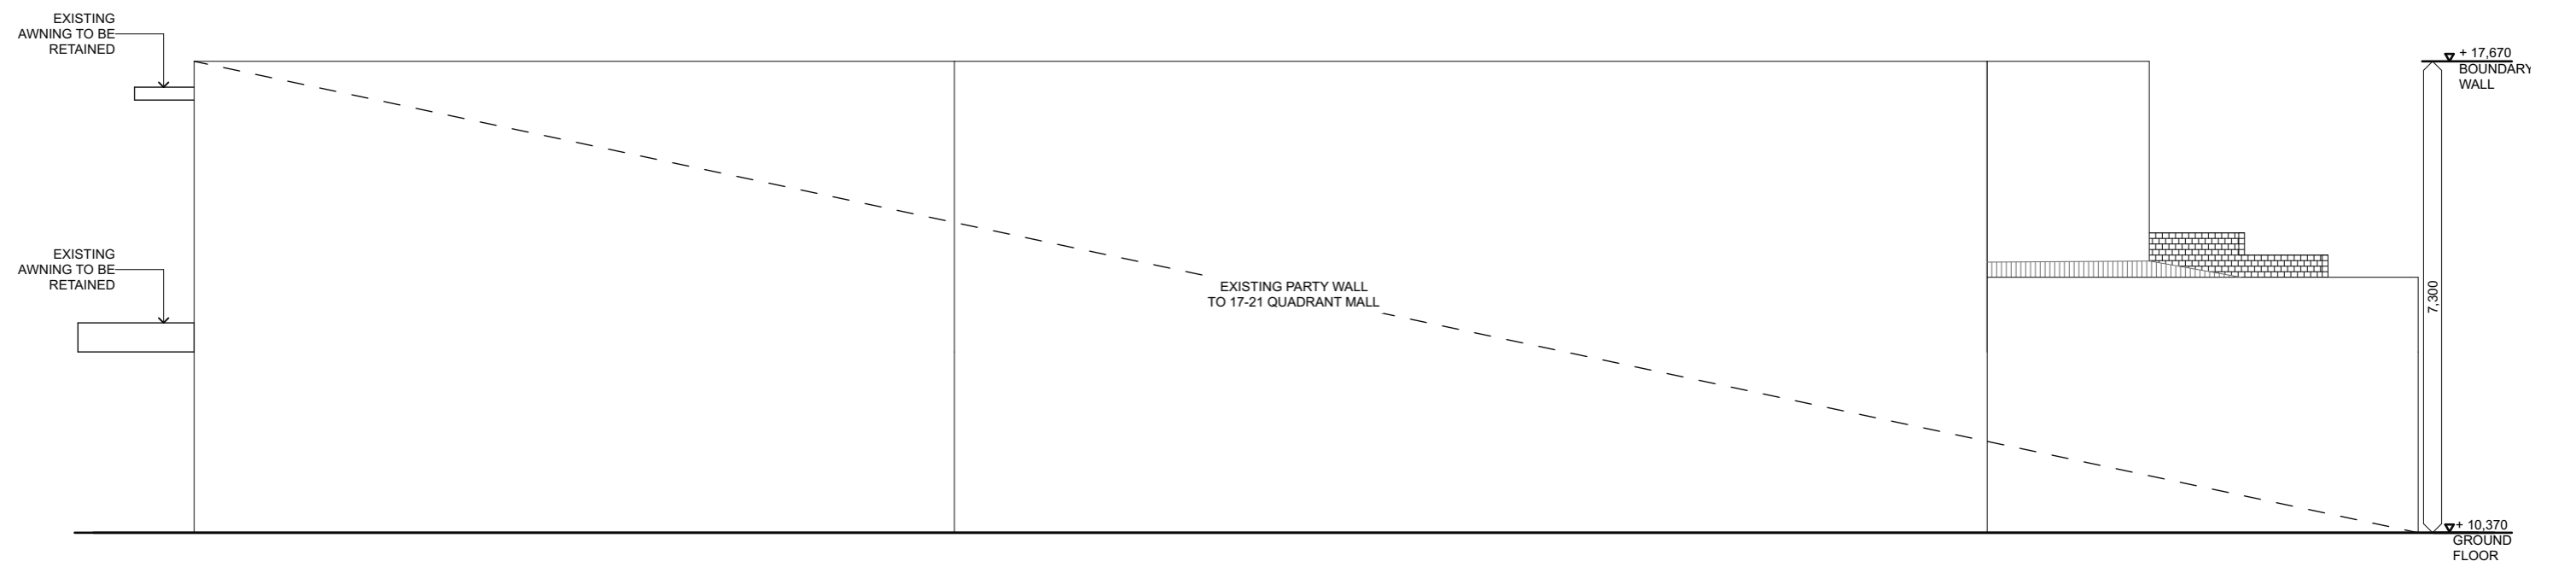 EXISTING
AWNING TO BE
RETAINED
+ 17,670
BOUNDARY
WALL
EXISTING
AWNING TO BE
RETAINED
EXISTING PARTY WALL
TO 17-21 QUADRANT MALL
7,300
+ 10,370
GROUND
FLOOR